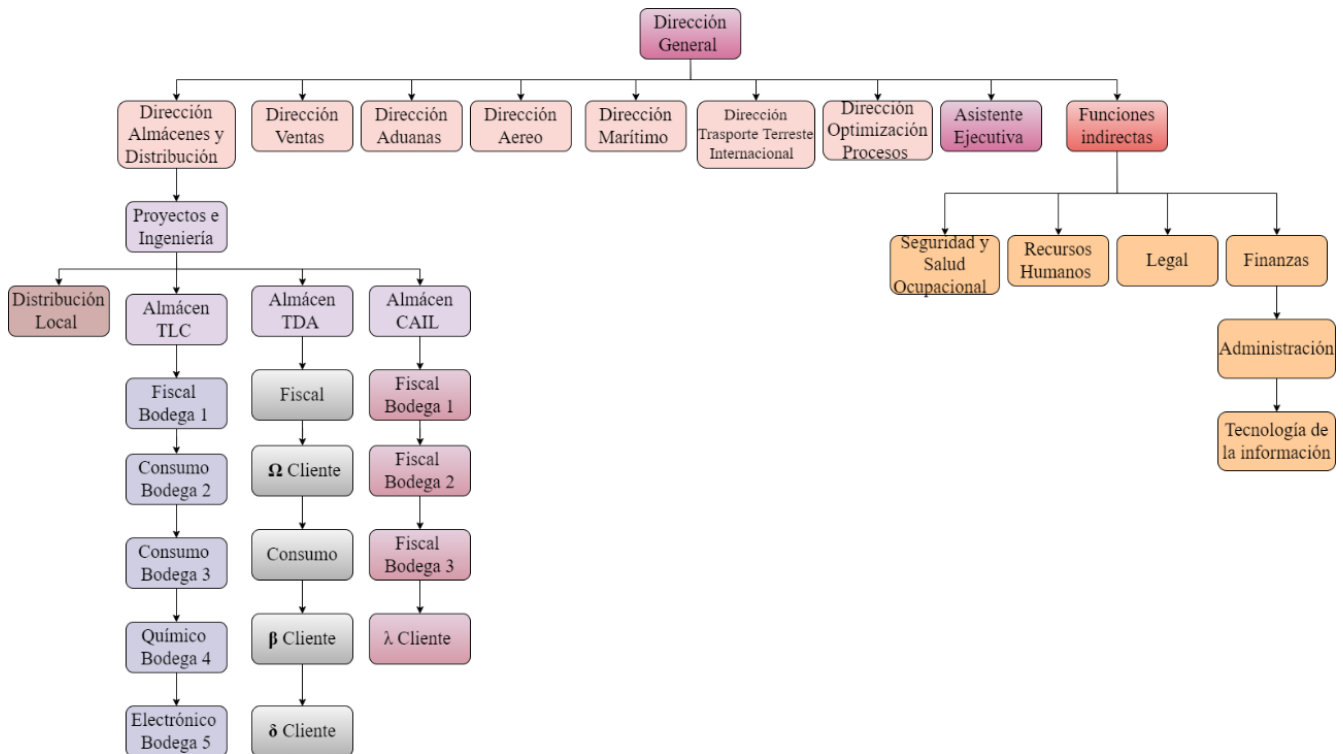 Dirección
General
Dirección
Almácenes y
Distribución
Dirección
Ventas
Dirección
Aduanas
Dirección
Aereo
Dirección
Marítimo
Dirección
Trasporte Terreste
Internacional
Dirección
Optimización
Procesos
Asistente
Ejecutiva
Funciones
indirectas
Proyectos e
Ingeniería
Seguridad y
Salud
Ocupacional
Recursos
Humanos
Legal
Finanzas
Distribución
Local
Almácen
TLC
Almácen
TDA
Almácen
CAIL
Administración
Fiscal
Bodega 1
Fiscal
Fiscal
Bodega 1
Tecnología de
la información
Consumo
Bodega 2
Ω Cliente
Fiscal
Bodega 2
Consumo
Bodega 3
Consumo
Fiscal
Bodega 3
Químico
Bodega 4
β Cliente
λ Cliente
Electrónico
Bodega 5
δ Cliente